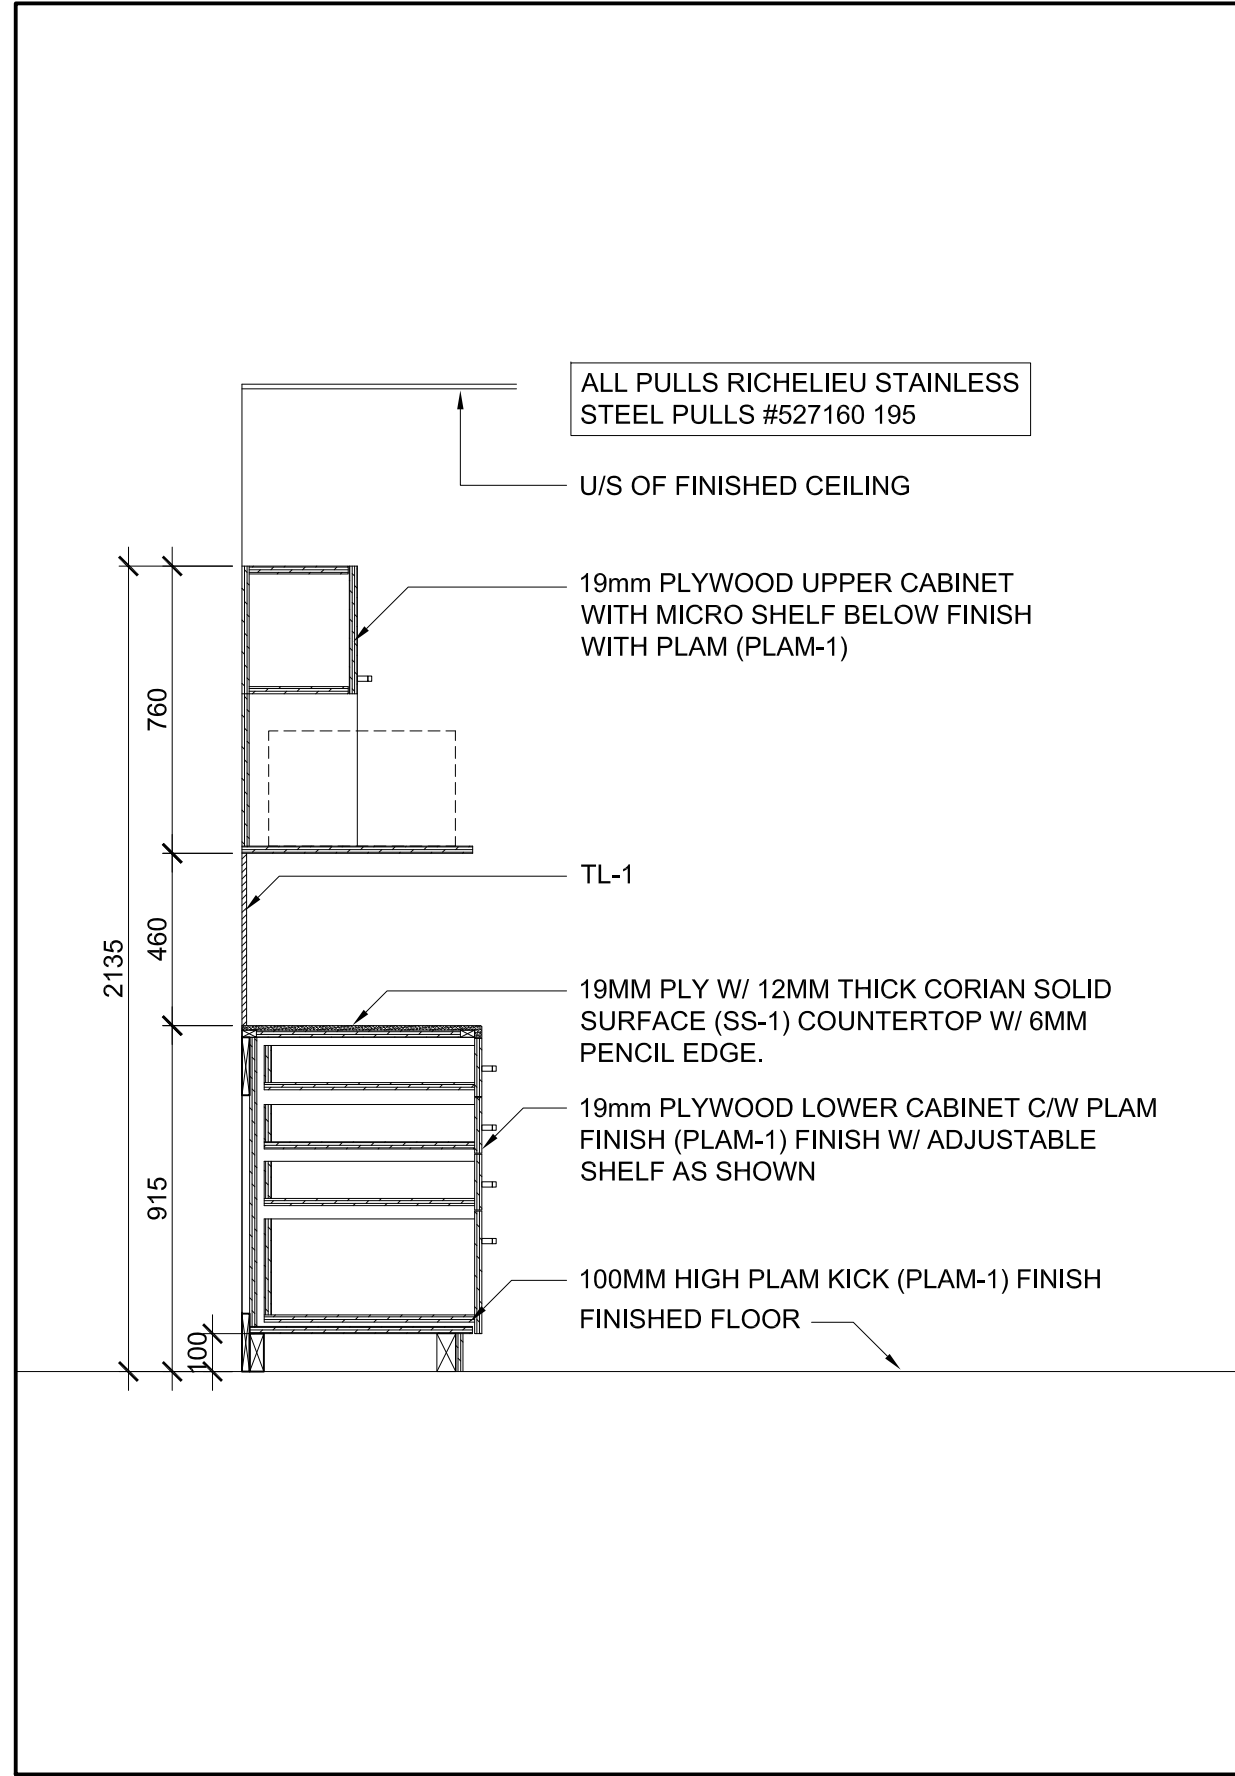 ALL PULLS RICHELIEU STAINLESS
STEEL PULLS #527160 195
U/S OF FINISHED CEILING
19mm PLYWOOD UPPER CABINET
WITH MICRO SHELF BELOW FINISH
WITH PLAM (PLAM-1)
760
TL-1
460
2135
19MM PLY W/ 12MM THICK CORIAN SOLID
SURFACE (SS-1) COUNTERTOP W/ 6MM
PENCIL EDGE.
19mm PLYWOOD LOWER CABINET C/W PLAM
FINISH (PLAM-1) FINISH W/ ADJUSTABLE
SHELF AS SHOWN
915
100MM HIGH PLAM KICK (PLAM-1) FINISH
FINISHED FLOOR
100